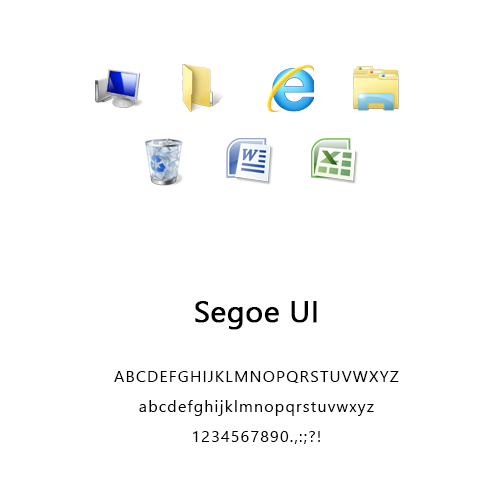 W
X
Segoe UI
ABCDEFGHIJKLMNOPQRSTUVWXYZ
abcdefghijklmnopqrstuvwxyz
1234567890.,:;?!